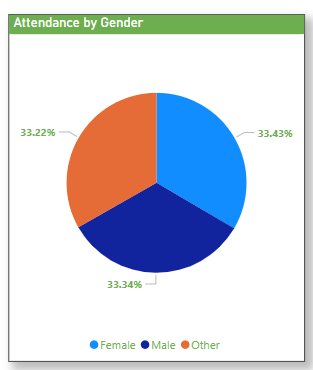 Attendance by Gender
33.22%
33.43%
33.34%
Female Male Other